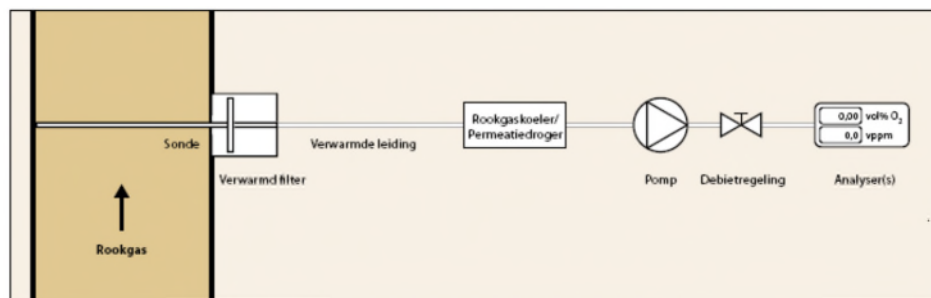 Rookgaskoeler/
Permeatiedroger
0,00 vol% O₂
0,0 vppm
Sonde
Verwarmde leiding
Verwarmd filter
Pomp
Debietregeling
Analyser(s)
Rookgas